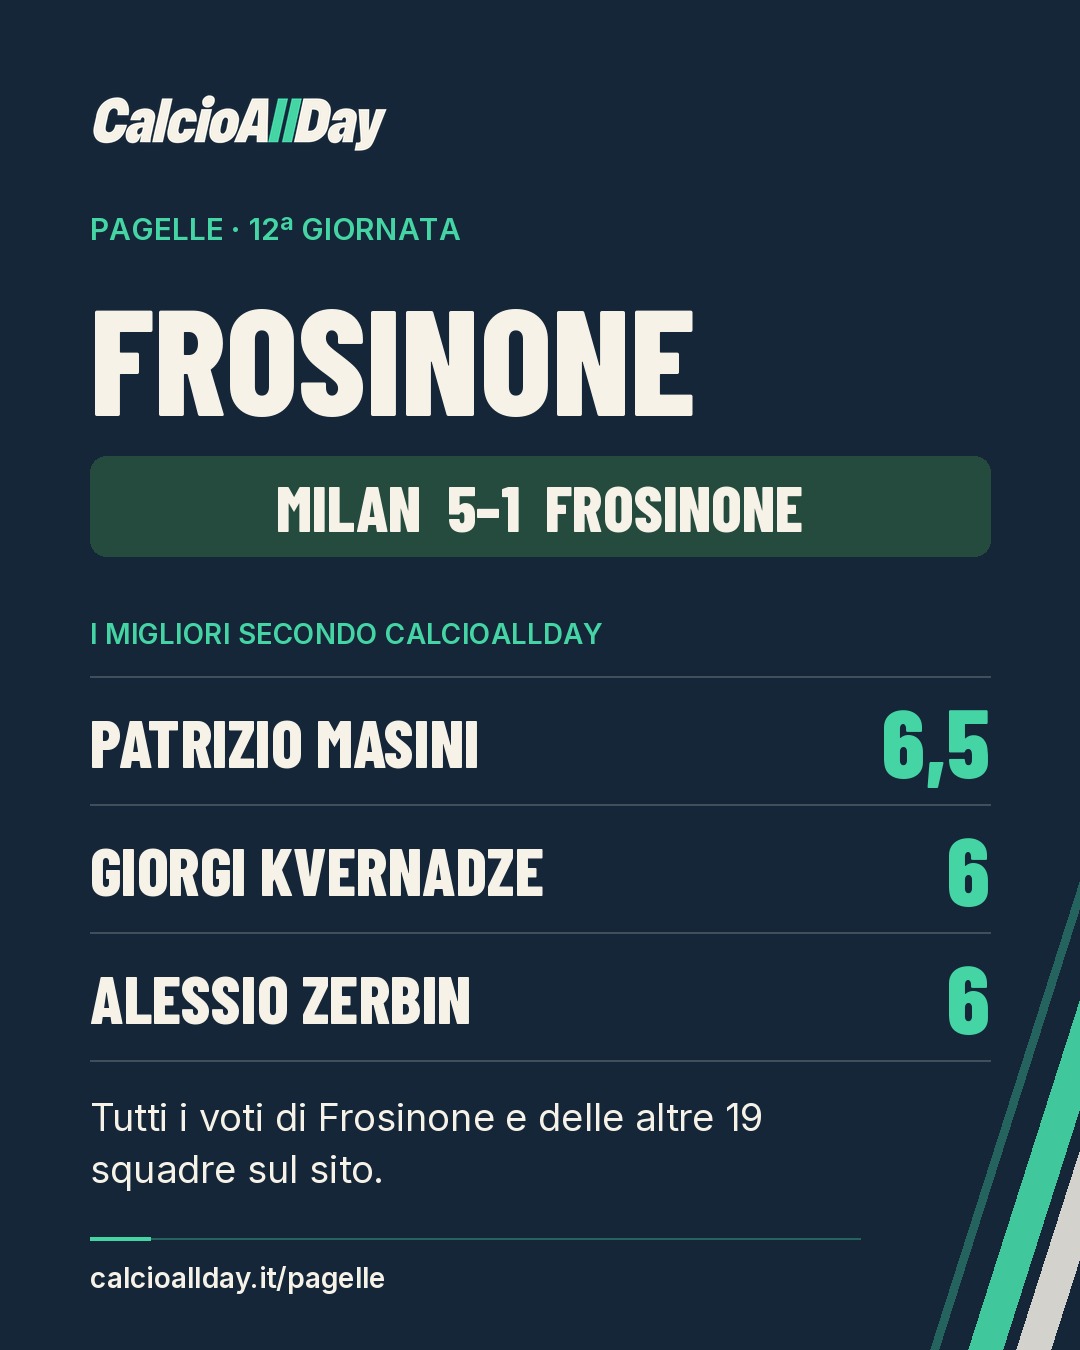 CalcioAllDay
PAGELLE · 12ª GIORNATA
FROSINONE
MILAN 5–1 FROSINONE
I MIGLIORI SECONDO CALCIOALLDAY
PATRIZIO MASINI 6,5
GIORGI KVERNADZE 6
ALESSIO ZERBIN 6
Tutti i voti di Frosinone e delle altre 19
squadre sul sito.
calcioallday.it/pagelle